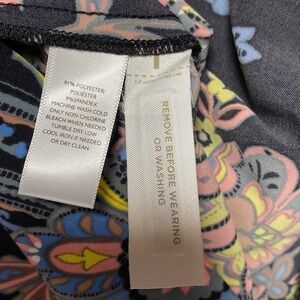 91% POLYESTER/
POLYESTER
9% SPANDEX
MACHINE WASH COLD
ONLY NON-CHLORINE
BLEACH WHEN NEEDED
TUMBLE DRY LOW
COOL IRON IF NEEDED
OR DRY CLEAN
REMOVE BEFORE WEARING
OR WASHING